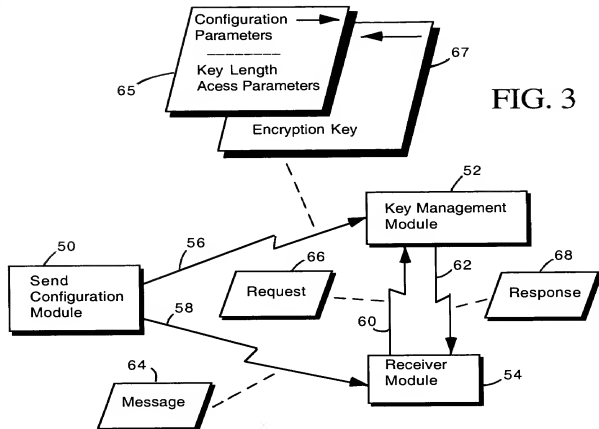 Configuration
Parameters
Key Length
Acess Parameters
65
67
Encryption Key
FIG. 3
52
Key Management
Module
50
56
Send
Configuration
Module
66
Request
62
68
Response
58
60
64
Message
Receiver
Module
54